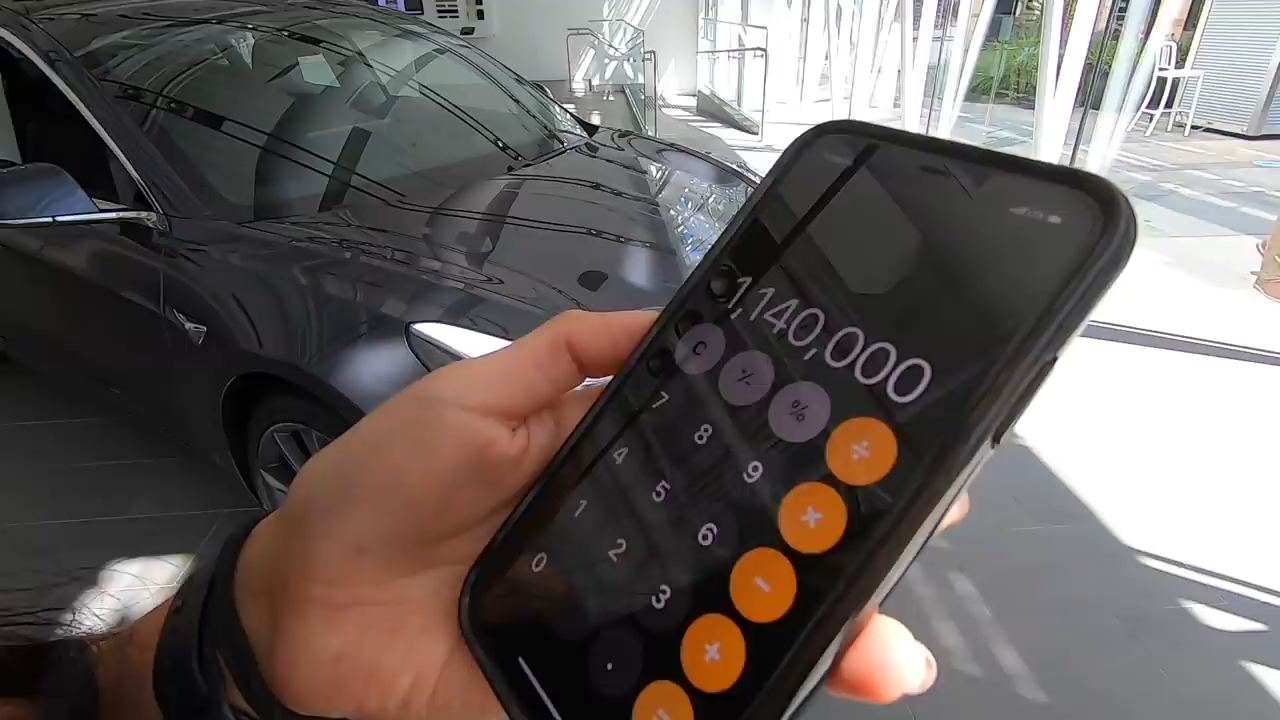 1,140,000
C +/- % ÷
7 8 9 ×
4 5 6 −
1 2 3 +
0 . =